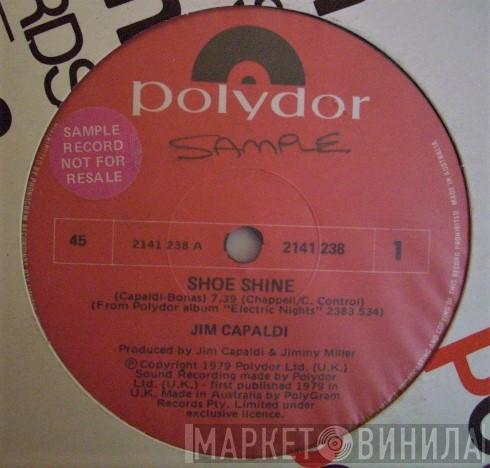 polydor
SAMPLE
SAMPLE
RECORD
NOT FOR
RESALE
45
2141 238 A
2141 238
1
SHOE SHINE
(Capaldi-Bonas) 7.39 (Chappell/C. Control)
(From Polydor album "Electric Nights" 2383 534)
JIM CAPALDI
Produced by Jim Capaldi & Jimmy Miller
Ⓟ Copyright 1979 Polydor Ltd. (U.K.)
Sound Recording made by Polydor
Ltd. (U.K.) - first published 1979 in
U.K. Made in Australia by PolyGram
Records Pty. Limited under
exclusive licence.
МАРКЕТ ВИНИЛА